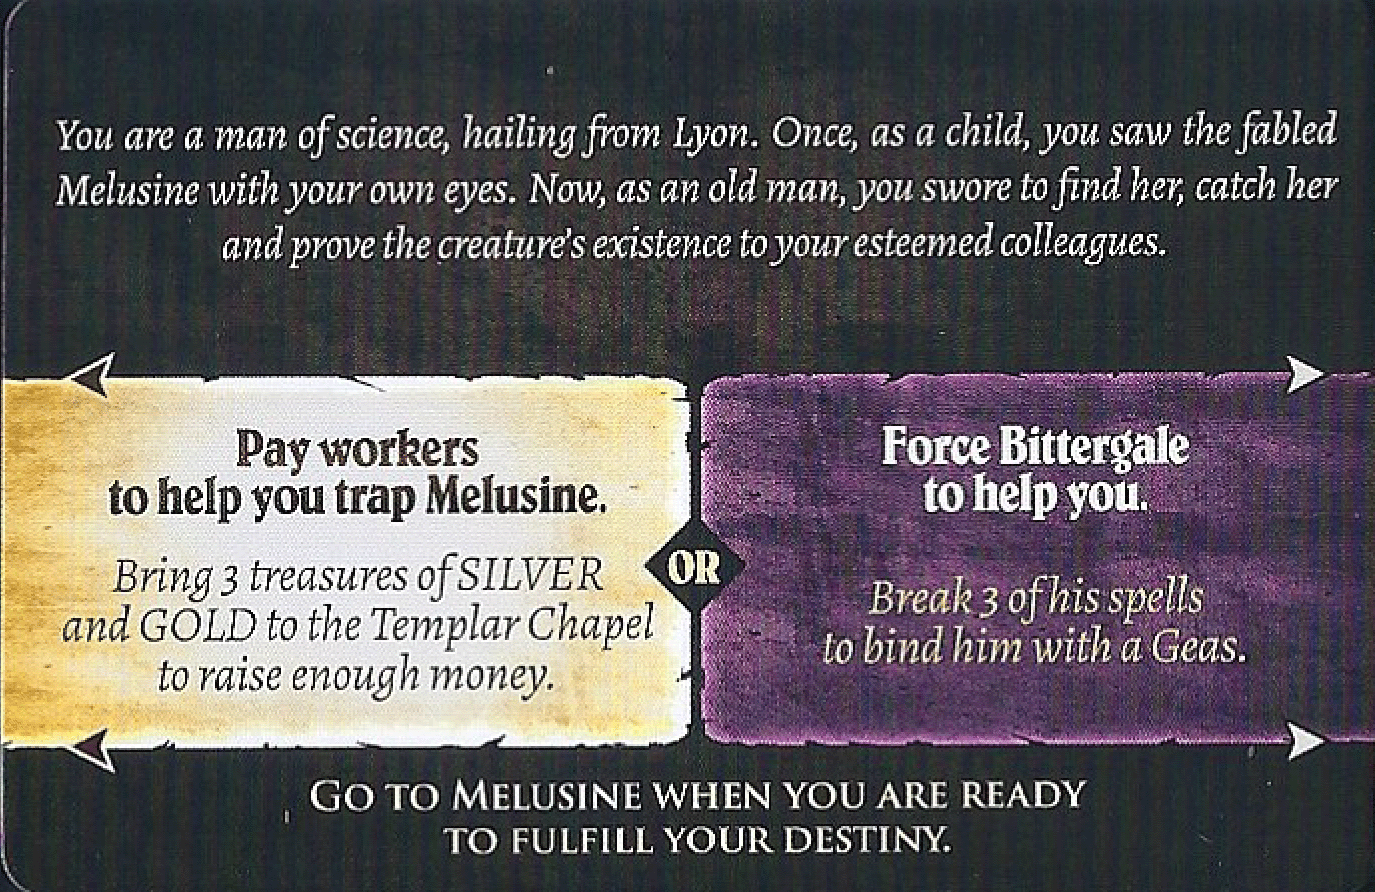 You are a man of science, hailing from Lyon. Once, as a child, you saw the fabled
Melusine with your own eyes. Now, as an old man, you swore to find her, catch her
and prove the creature's existence to your esteemed colleagues.
Pay workers
to help you trap Melusine.
Bring 3 treasures of SILVER
and GOLD to the Templar Chapel
to raise enough money.
OR
Force Bittergale
to help you.
Break 3 of his spells
to bind him with a Geas.
GO TO MELUSINE WHEN YOU ARE READY
TO FULFILL YOUR DESTINY.